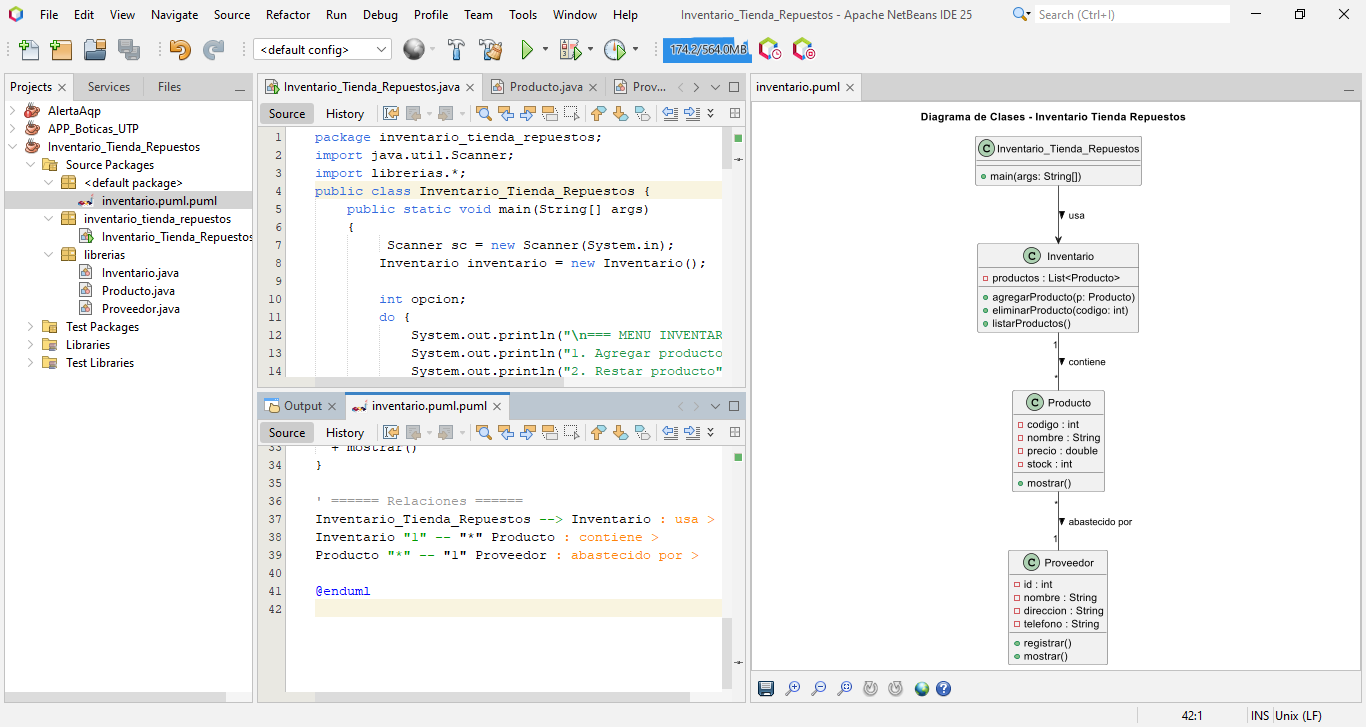 File Edit View Navigate Source Refactor Run Debug Profile Team Tools Window Help Inventario_Tienda_Repuestos - Apache NetBeans IDE 25 Search (Ctrl+I)
<default config> 174.2/564.0MB
Projects Services Files
AlertaAqp
APP_Boticas_UTP
Inventario_Tienda_Repuestos
Source Packages
<default package>
inventario.puml.puml
inventario_tienda_repuestos
Inventario_Tienda_Repuestos
librerias
Inventario.java
Producto.java
Proveedor.java
Test Packages
Libraries
Test Libraries
Inventario_Tienda_Repuestos.java Producto.java Prov...
Source History
1 package inventario_tienda_repuestos;
2 import java.util.Scanner;
3 import librerias.*;
4 public class Inventario_Tienda_Repuestos {
5 public static void main(String[] args)
6 {
7 Scanner sc = new Scanner(System.in);
8 Inventario inventario = new Inventario();
9
10 int opcion;
11 do {
12 System.out.println("\n=== MENU INVENTAR
13 System.out.println("1. Agregar producto
14 System.out.println("2. Restar producto"
Output inventario.puml.puml
Source History
33 + mostrar()
34 }
35
36 ' ====== Relaciones ======
37 Inventario_Tienda_Repuestos --> Inventario : usa >
38 Inventario "1" -- "*" Producto : contiene >
39 Producto "*" -- "1" Proveedor : abastecido por >
40
41 @enduml
42
inventario.puml
Diagrama de Clases - Inventario Tienda Repuestos
C Inventario_Tienda_Repuestos
main(args: String[])
usa
C Inventario
productos : List<Producto>
agregarProducto(p: Producto)
eliminarProducto(codigo: int)
listarProductos()
1
contiene
*
C Producto
codigo : int
nombre : String
precio : double
stock : int
mostrar()
*
abastecido por
1
C Proveedor
id : int
nombre : String
direccion : String
telefono : String
registrar()
mostrar()
42:1 INS Unix (LF)